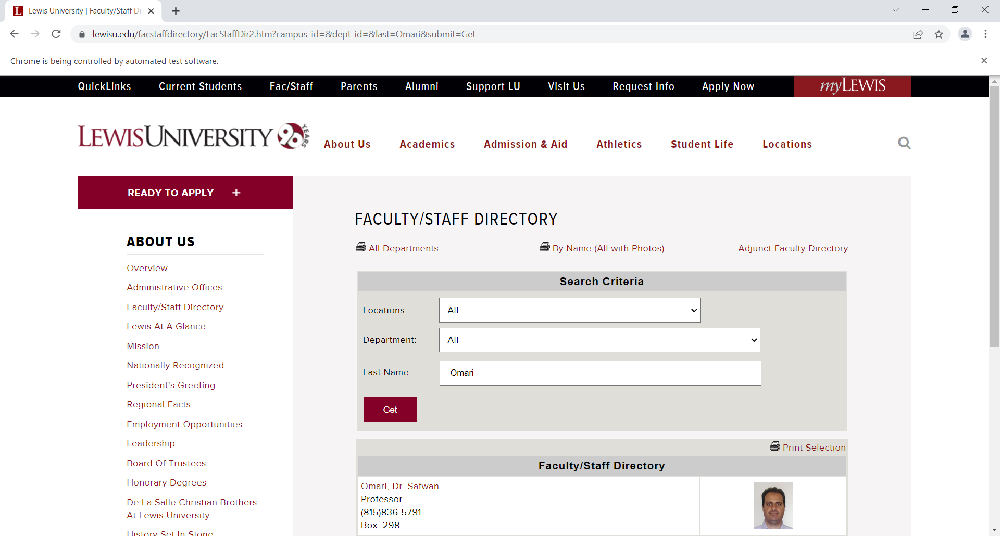 Lewis University | Faculty/Staff Di
lewisu.edu/facstaffdirectory/FacStaffDir2.htm?campus_id=&dept_id=&last=Omari&submit=Get
Chrome is being controlled by automated test software.
QuickLinks Current Students Fac/Staff Parents Alumni Support LU Visit Us Request Info Apply Now myLEWIS
LEWIS UNIVERSITY 90 YEARS
About Us Academics Admission & Aid Athletics Student Life Locations
READY TO APPLY +
ABOUT US
Overview
Administrative Offices
Faculty/Staff Directory
Lewis At A Glance
Mission
Nationally Recognized
President's Greeting
Regional Facts
Employment Opportunities
Leadership
Board Of Trustees
Honorary Degrees
De La Salle Christian Brothers
At Lewis University
History Set In Stone
FACULTY/STAFF DIRECTORY
All Departments By Name (All with Photos) Adjunct Faculty Directory
Search Criteria
Locations: All
Department: All
Last Name: Omari
Get
Print Selection
Faculty/Staff Directory
Omari, Dr. Safwan
Professor
(815)836-5791
Box: 298